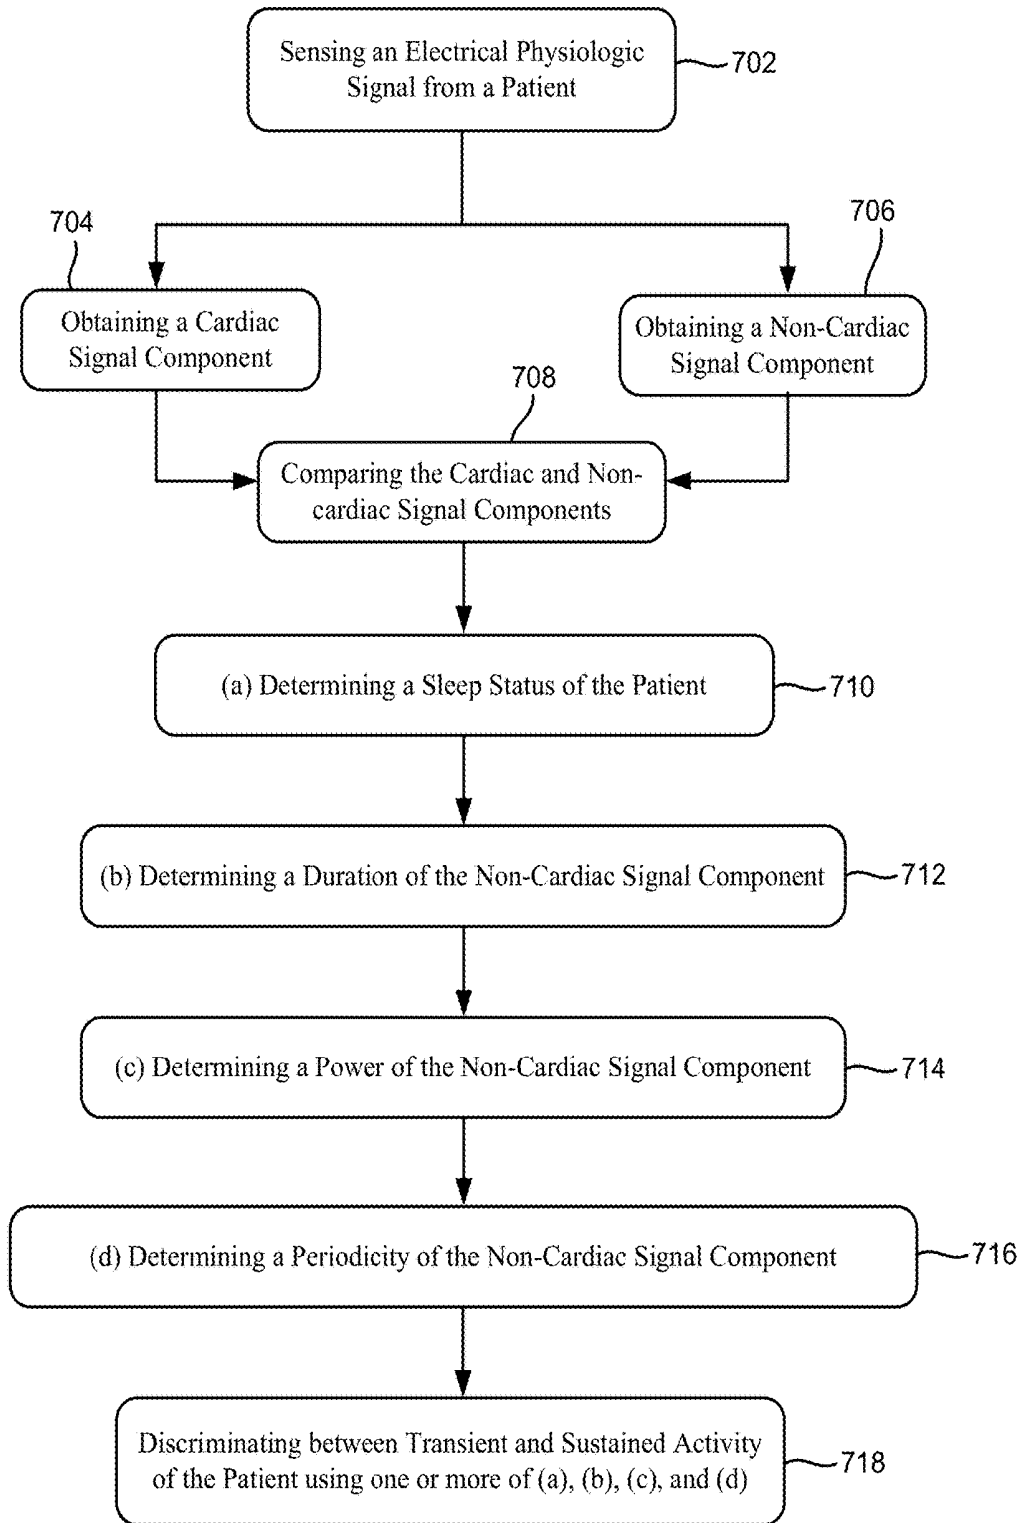 Sensing an Electrical Physiologic
Signal from a Patient
702
704
706
Obtaining a Cardiac
Signal Component
Obtaining a Non-Cardiac
Signal Component
708
Comparing the Cardiac and Non-
cardiac Signal Components
(a) Determining a Sleep Status of the Patient
710
(b) Determining a Duration of the Non-Cardiac Signal Component
712
(c) Determining a Power of the Non-Cardiac Signal Component
714
(d) Determining a Periodicity of the Non-Cardiac Signal Component
716
Discriminating between Transient and Sustained Activity
of the Patient using one or more of (a), (b), (c), and (d)
718